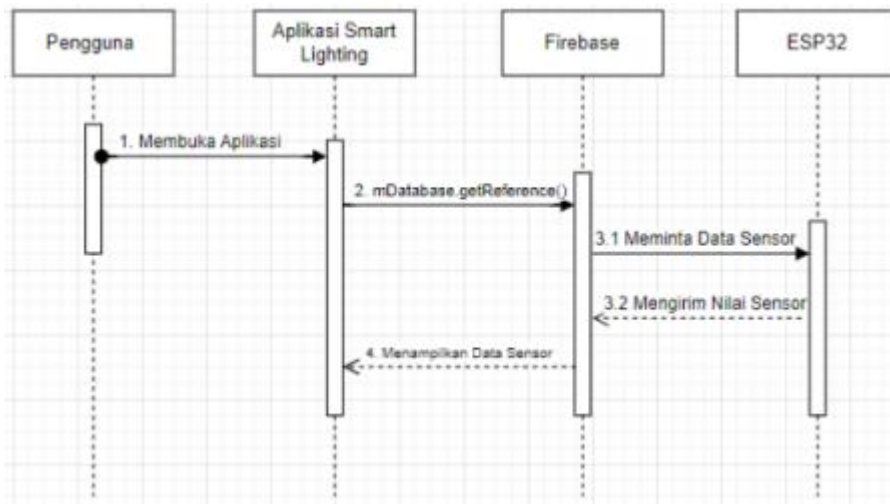 Pengguna
Aplikasi Smart
Lighting
Firebase
ESP32
1. Membuka Aplikasi
2. mDatabase.getReference()
3.1 Meminta Data Sensor
3.2 Mengirim Nilai Sensor
4. Menampilkan Data Sensor